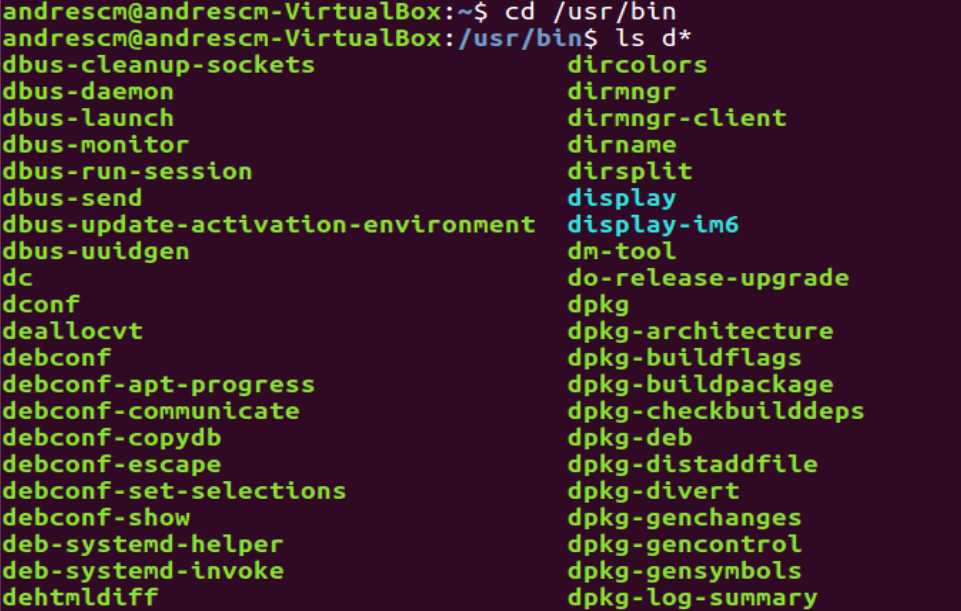 andrescm@andrescm-VirtualBox:~$ cd /usr/bin
andrescm@andrescm-VirtualBox:/usr/bin$ ls d*
dbus-cleanup-sockets dircolors
dbus-daemon dirmngr
dbus-launch dirmngr-client
dbus-monitor dirname
dbus-run-session dirsplit
dbus-send display
dbus-update-activation-environment display-im6
dbus-uuidgen dm-tool
dc do-release-upgrade
dconf dpkg
deallocvt dpkg-architecture
debconf dpkg-buildflags
debconf-apt-progress dpkg-buildpackage
debconf-communicate dpkg-checkbuilddeps
debconf-copydb dpkg-deb
debconf-escape dpkg-distaddfile
debconf-set-selections dpkg-divert
debconf-show dpkg-genchanges
deb-systemd-helper dpkg-gencontrol
deb-systemd-invoke dpkg-gensymbols
dehtmldiff dpkg-log-summary